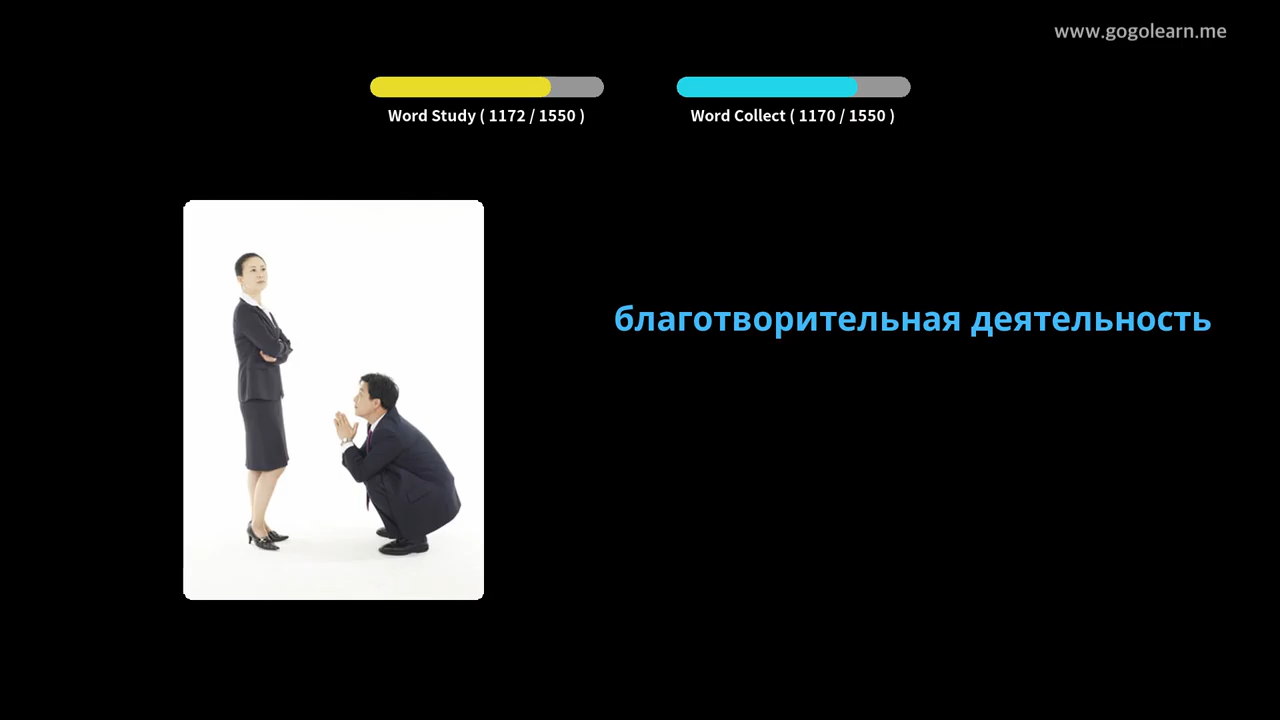 www.gogolearn.me
Word Study ( 1172 / 1550 )
Word Collect ( 1170 / 1550 )
благотворительная деятельность